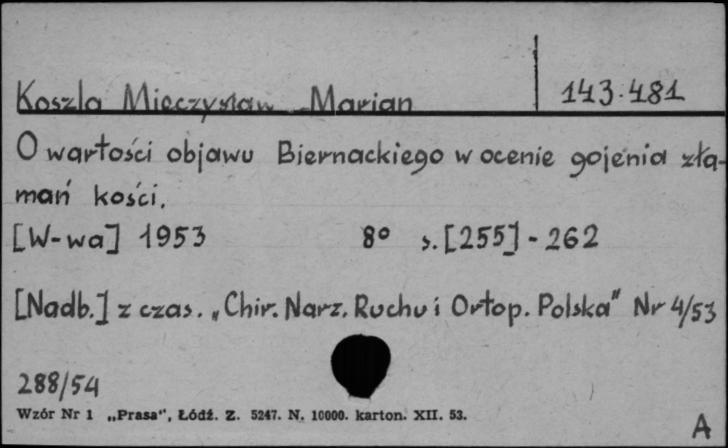 Koszla Mieczysław Marian
143.481
O wartości objawu Biernackiego w ocenie gojenia zła-
mań kości.
[W-wa] 1953 8° s. [255] - 262
[Nadb.] z czas. „Chir. Narz. Ruchu i Ortop. Polska" Nr 4/53
288/54
Wzór Nr 1 „Prasa“, Łódź. Z. 5247. N. 10000. karton. XII. 53.
A